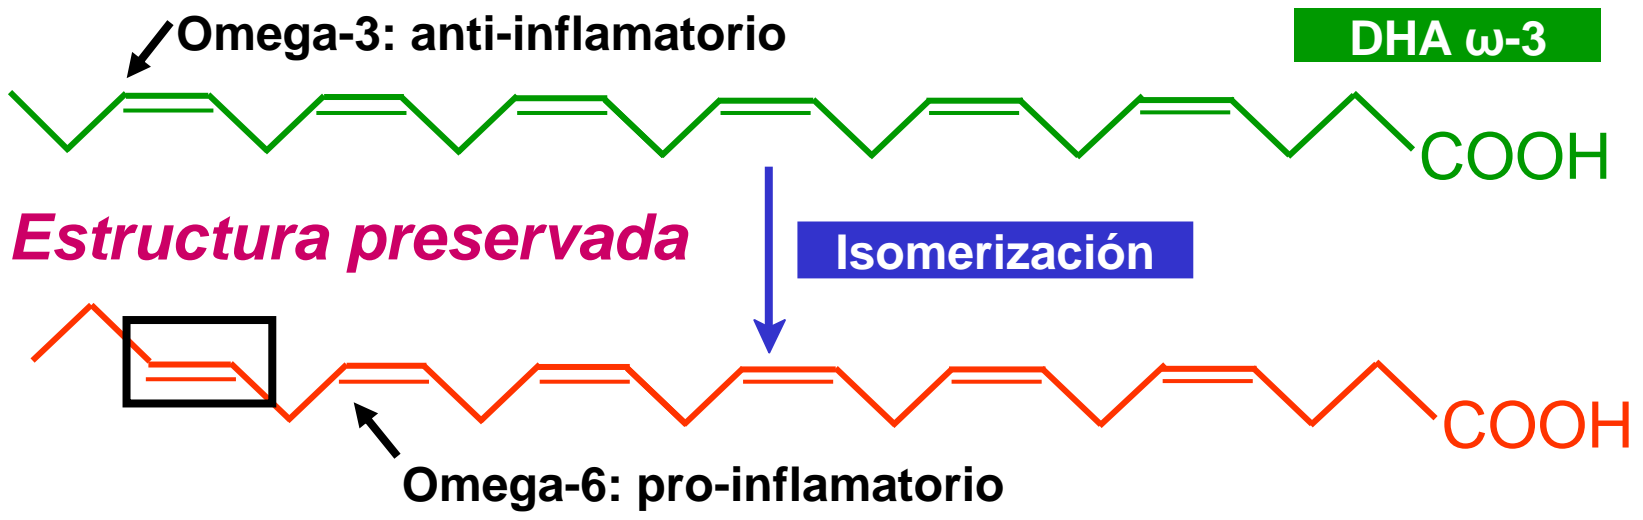 Omega-3: anti-inflamatorio
DHA ω-3
COOH
Estructura preservada
Isomerización
COOH
Omega-6: pro-inflamatorio